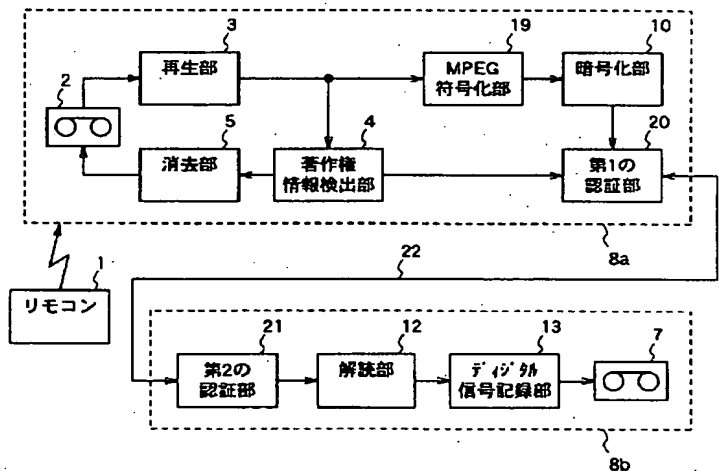 3
19
10
再生部
MPEG
符号化部
暗号化部
2
5
4
20
消去部
著作権
情報検出部
第1の
認証部
8a
22
1
リモコン
21
12
13
7
第2の
認証部
解読部
ディジタル
信号記録部
8b